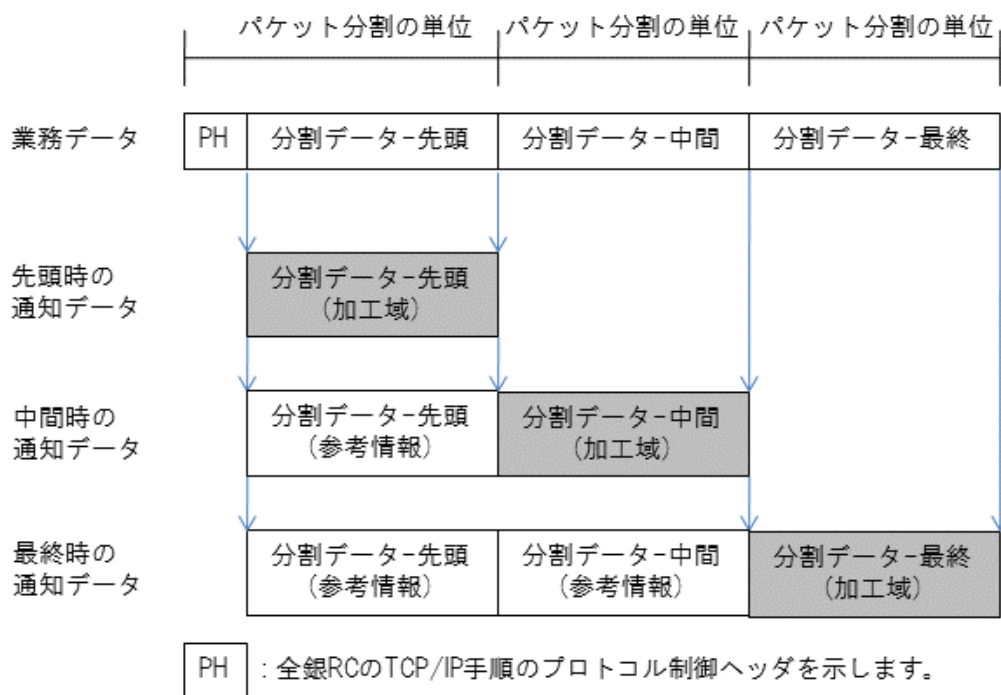 パケット分割の単位 パケット分割の単位 パケット分割の単位
業務データ PH 分割データ-先頭 分割データ-中間 分割データ-最終
先頭時の
通知データ
分割データ-先頭
(加工域)
中間時の
通知データ
分割データ-先頭
(参考情報)
分割データ-中間
(加工域)
最終時の
通知データ
分割データ-先頭
(参考情報)
分割データ-中間
(参考情報)
分割データ-最終
(加工域)
PH :全銀RCのTCP/IP手順のプロトコル制御ヘッダを示します。